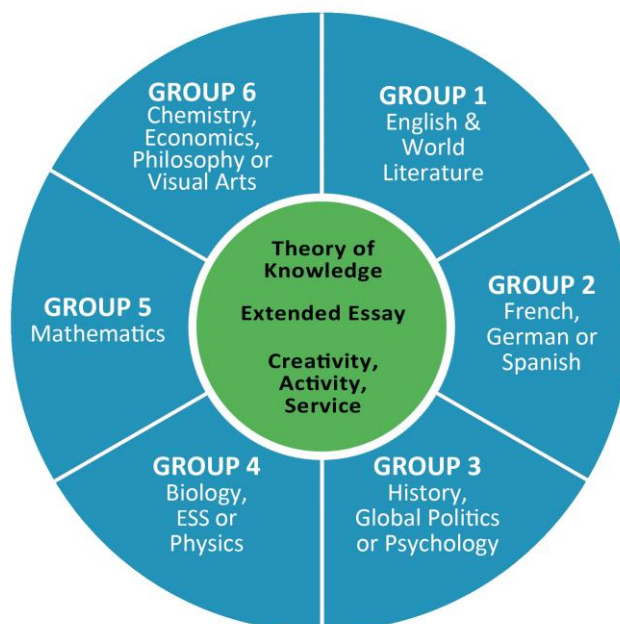 GROUP 1
English &
World
Literature
GROUP 2
French,
German or
Spanish
GROUP 3
History,
Global Politics
or Psychology
GROUP 4
Biology,
ESS or
Physics
GROUP 5
Mathematics
GROUP 6
Chemistry,
Economics,
Philosophy or
Visual Arts
Theory of
Knowledge
Extended Essay
Creativity,
Activity,
Service